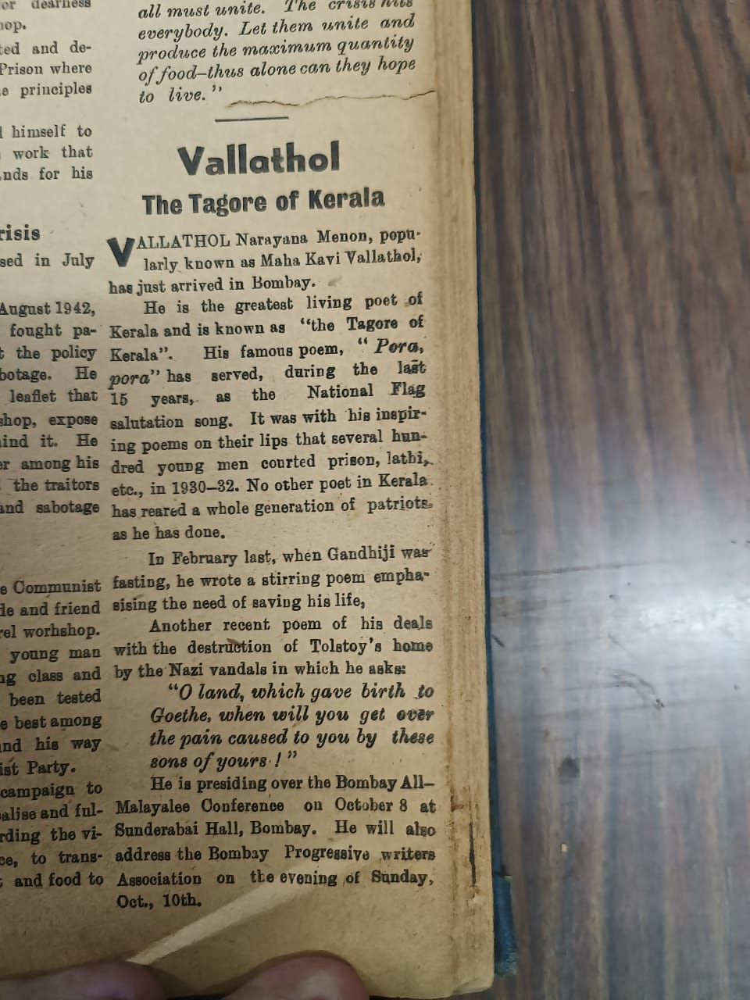 or dearness
hop.
ted and de-
Prison where
e principles
l himself to
work that
nds for his
risis
sed in July
August 1942,
fought pa-
t the policy
botage. He
leaflet that
shop, expose
ind it. He
er among his
the traitors
and sabotage
e Communist
de and friend
rel worhshop.
young man
ng class and
been tested
e best among
and his way
ist Party.
campaign to
alise and ful-
rding the vi-
ce, to trans-
t and food to
all must unite. The crisis hits
everybody. Let them unite and
produce the maximum quantity
of food—thus alone can they hope
to live."
Vallathol
The Tagore of Kerala
VALLATHOL Narayana Menon, popu-
larly known as Maha Kavi Vallathol,
has just arrived in Bombay.
He is the greatest living poet of
Kerala and is known as "the Tagore of
Kerala". His famous poem, "Pora,
pora" has served, during the last
15 years, as the National Flag
salutation song. It was with his inspir-
ing poems on their lips that several hun-
dred young men courted prison, lathi,
etc., in 1930—32. No other poet in Kerala
has reared a whole generation of patriots
as he has done.
In February last, when Gandhiji was
fasting, he wrote a stirring poem empha-
sising the need of saving his life,
Another recent poem of his deals
with the destruction of Tolstoy's home
by the Nazi vandals in which he asks:
"O land, which gave birth to
Goethe, when will you get over
the pain caused to you by these
sons of yours !"
He is presiding over the Bombay All—
Malayalee Conference on October 8 at
Sunderabai Hall, Bombay. He will also
address the Bombay Progressive writers
Association on the evening of Sunday,
Oct., 10th.